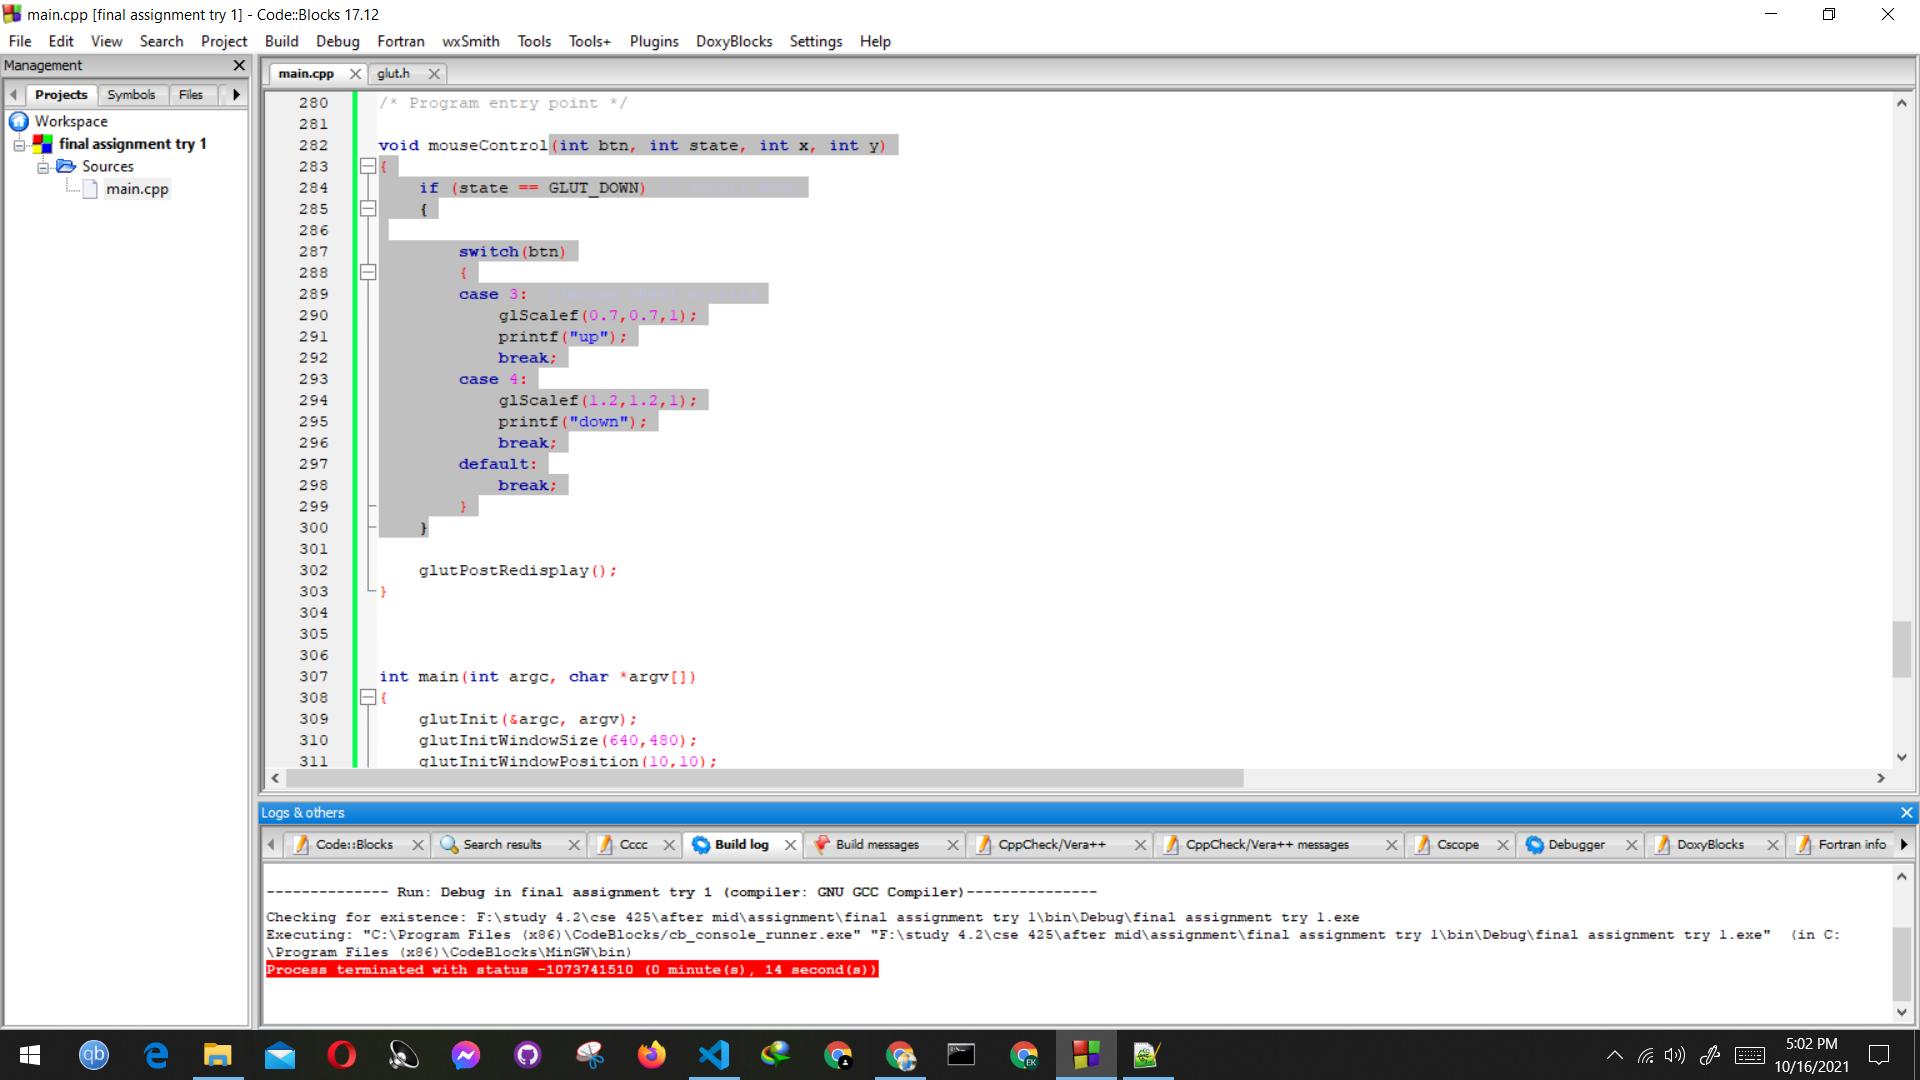 main.cpp [final assignment try 1] - Code::Blocks 17.12
File Edit View Search Project Build Debug Fortran wxSmith Tools Tools+ Plugins DoxyBlocks Settings Help
Management
Projects Symbols Files
Workspace
final assignment try 1
Sources
main.cpp
main.cpp glut.h
280 /* Program entry point */
281
282 void mouseControl(int btn, int state, int x, int y)
283 {
284 if (state == GLUT_DOWN)
285 {
286
287 switch(btn)
288 {
289 case 3:
290 glScalef(0.7,0.7,1);
291 printf("up");
292 break;
293 case 4:
294 glScalef(1.2,1.2,1);
295 printf("down");
296 break;
297 default:
298 break;
299 }
300 }
301
302 glutPostRedisplay();
303 }
304
305
306
307 int main(int argc, char *argv[])
308 {
309 glutInit(&argc, argv);
310 glutInitWindowSize(640,480);
311 glutInitWindowPosition(10,10);
Logs & others
Code::Blocks Search results Cccc Build log Build messages CppCheck/Vera++ CppCheck/Vera++ messages Cscope Debugger DoxyBlocks Fortran info
-------------- Run: Debug in final assignment try 1 (compiler: GNU GCC Compiler)---------------
Checking for existence: F:\study 4.2\cse 425\after mid\assignment\final assignment try 1\bin\Debug\final assignment try 1.exe
Executing: "C:\Program Files (x86)\CodeBlocks/cb_console_runner.exe" "F:\study 4.2\cse 425\after mid\assignment\final assignment try 1\bin\Debug\final assignment try 1.exe" (in C:
\Program Files (x86)\CodeBlocks\MinGW\bin)
Process terminated with status -1073741510 (0 minute(s), 14 second(s))
qb
EK
5:02 PM
10/16/2021